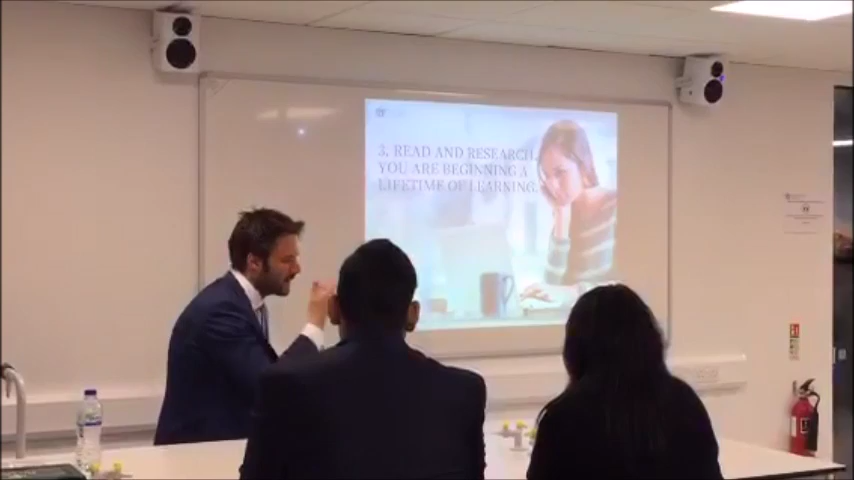 3. READ AND RESEARCH.
YOU ARE BEGINNING A
LIFETIME OF LEARNING.